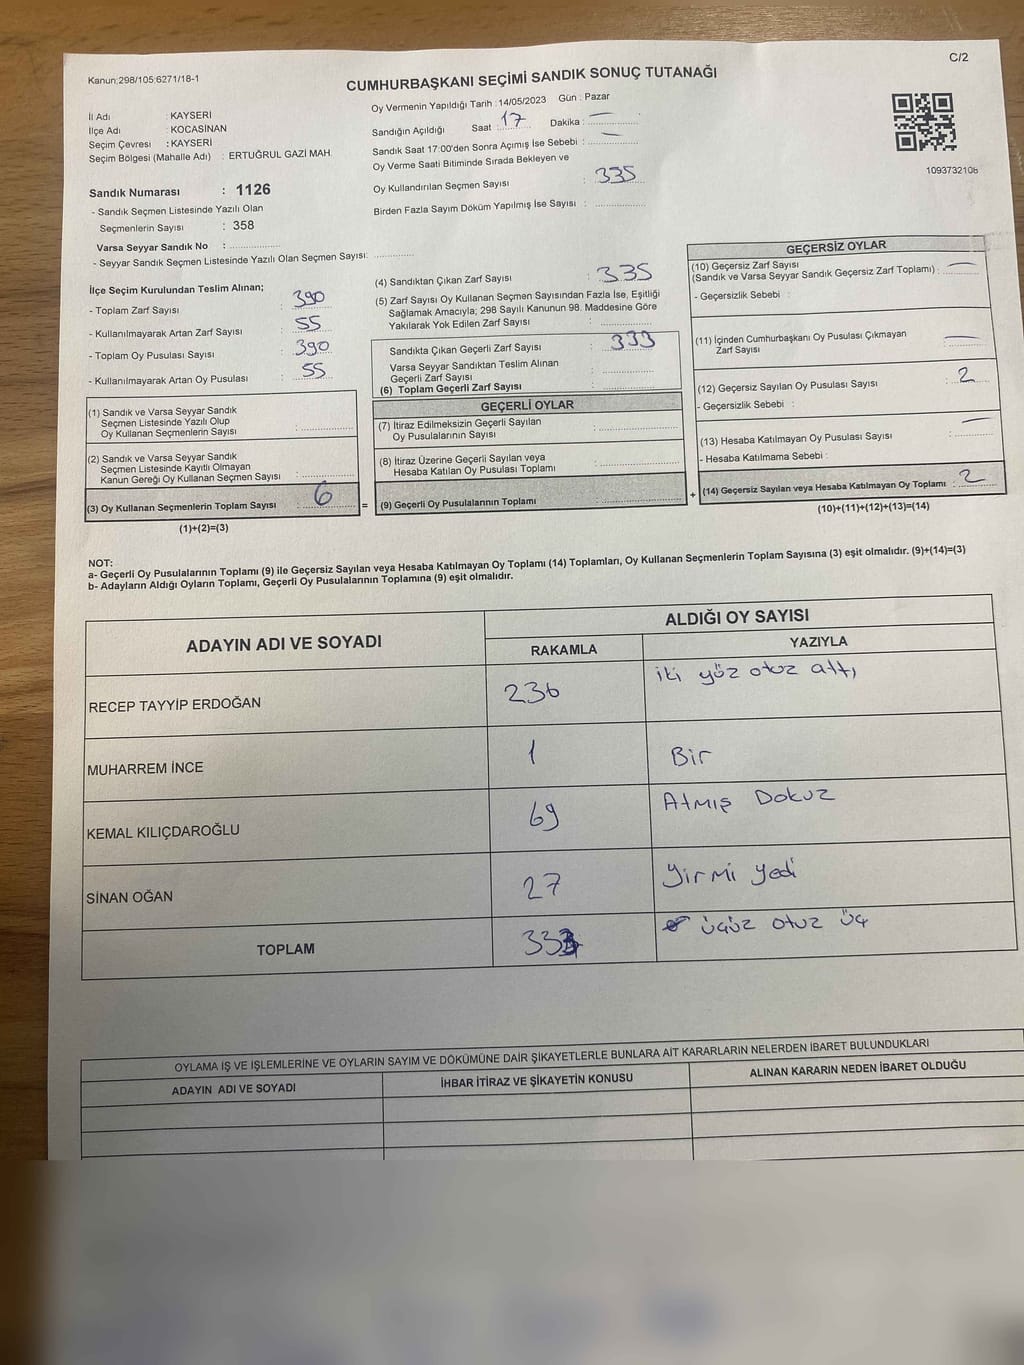 Kanun:298/105;6271/18-1
C/2
CUMHURBAŞKANI SEÇİMİ SANDIK SONUÇ TUTANAĞI
İl Adı : KAYSERİ
İlçe Adı : KOCASİNAN
Seçim Çevresi : KAYSERİ
Seçim Bölgesi (Mahalle Adı) : ERTUĞRUL GAZİ MAH.
Sandık Numarası : 1126
- Sandık Seçmen Listesinde Yazılı Olan
Seçmenlerin Sayısı : 358
Varsa Seyyar Sandık No :
- Seyyar Sandık Seçmen Listesinde Yazılı Olan Seçmen Sayısı:
Oy Vermenin Yapıldığı Tarih : 14/05/2023 Gün : Pazar
Sandığın Açıldığı Saat : 17 Dakika : —
Sandık Saat 17:00'den Sonra Açımış İse Sebebi : —
Oy Verme Saati Bitiminde Sırada Bekleyen ve
Oy Kullandırılan Seçmen Sayısı : 335
Birden Fazla Sayım Döküm Yapılmış İse Sayısı :
1093732108
İlçe Seçim Kurulundan Teslim Alınan;
- Toplam Zarf Sayısı : 390
- Kullanılmayarak Artan Zarf Sayısı : 55
- Toplam Oy Pusulası Sayısı : 390
- Kullanılmayarak Artan Oy Pusulası : 55
(1) Sandık ve Varsa Seyyar Sandık
Seçmen Listesinde Yazılı Olup
Oy Kullanan Seçmenlerin Sayısı :
(2) Sandık ve Varsa Seyyar Sandık
Seçmen Listesinde Kayıtlı Olmayan
Kanun Gereği Oy Kullanan Seçmen Sayısı :
(3) Oy Kullanan Seçmenlerin Toplam Sayısı : 6
(1)+(2)=(3)
(4) Sandıktan Çıkan Zarf Sayısı : 335
(5) Zarf Sayısı Oy Kullanan Seçmen Sayısından Fazla İse, Eşitliği
Sağlamak Amacıyla; 298 Sayılı Kanunun 98. Maddesine Göre
Yakılarak Yok Edilen Zarf Sayısı :
Sandıkta Çıkan Geçerli Zarf Sayısı : 333
Varsa Seyyar Sandıktan Teslim Alınan
Geçerli Zarf Sayısı :
(6) Toplam Geçerli Zarf Sayısı :
GEÇERLİ OYLAR
(7) İtiraz Edilmeksizin Geçerli Sayılan
Oy Pusulalarının Sayısı :
(8) İtiraz Üzerine Geçerli Sayılan veya
Hesaba Katılan Oy Pusulası Toplamı :
= (9) Geçerli Oy Pusulalarının Toplamı :
GEÇERSİZ OYLAR
(10) Geçersiz Zarf Sayısı
(Sandık ve Varsa Seyyar Sandık Geçersiz Zarf Toplamı) : —
- Geçersizlik Sebebi :
(11) İçinden Cumhurbaşkanı Oy Pusulası Çıkmayan
Zarf Sayısı : —
(12) Geçersiz Sayılan Oy Pusulası Sayısı : 2
- Geçersizlik Sebebi :
(13) Hesaba Katılmayan Oy Pusulası Sayısı : —
- Hesaba Katılmama Sebebi :
+ (14) Geçersiz Sayılan veya Hesaba Katılmayan Oy Toplamı : 2
(10)+(11)+(12)+(13)=(14)
NOT:
a- Geçerli Oy Pusulalarının Toplamı (9) ile Geçersiz Sayılan veya Hesaba Katılmayan Oy Toplamı (14) Toplamları, Oy Kullanan Seçmenlerin Toplam Sayısına (3) eşit olmalıdır. (9)+(14)=(3)
b- Adayların Aldığı Oyların Toplamı, Geçerli Oy Pusulalarının Toplamına (9) eşit olmalıdır.
ADAYIN ADI VE SOYADI ALDIĞI OY SAYISI
RAKAMLA YAZIYLA
RECEP TAYYİP ERDOĞAN 236 iki yüz otuz altı
MUHARREM İNCE 1 Bir
KEMAL KILIÇDAROĞLU 69 Atmış Dokuz
SİNAN OĞAN 27 Yirmi Yedi
TOPLAM 333 üçüz otuz üç
OYLAMA İŞ VE İŞLEMLERİNE VE OYLARIN SAYIM VE DÖKÜMÜNE DAİR ŞİKAYETLERLE BUNLARA AİT KARARLARIN NELERDEN İBARET BULUNDUKLARI
ADAYIN ADI VE SOYADI İHBAR İTİRAZ VE ŞİKAYETİN KONUSU ALINAN KARARIN NEDEN İBARET OLDUĞU